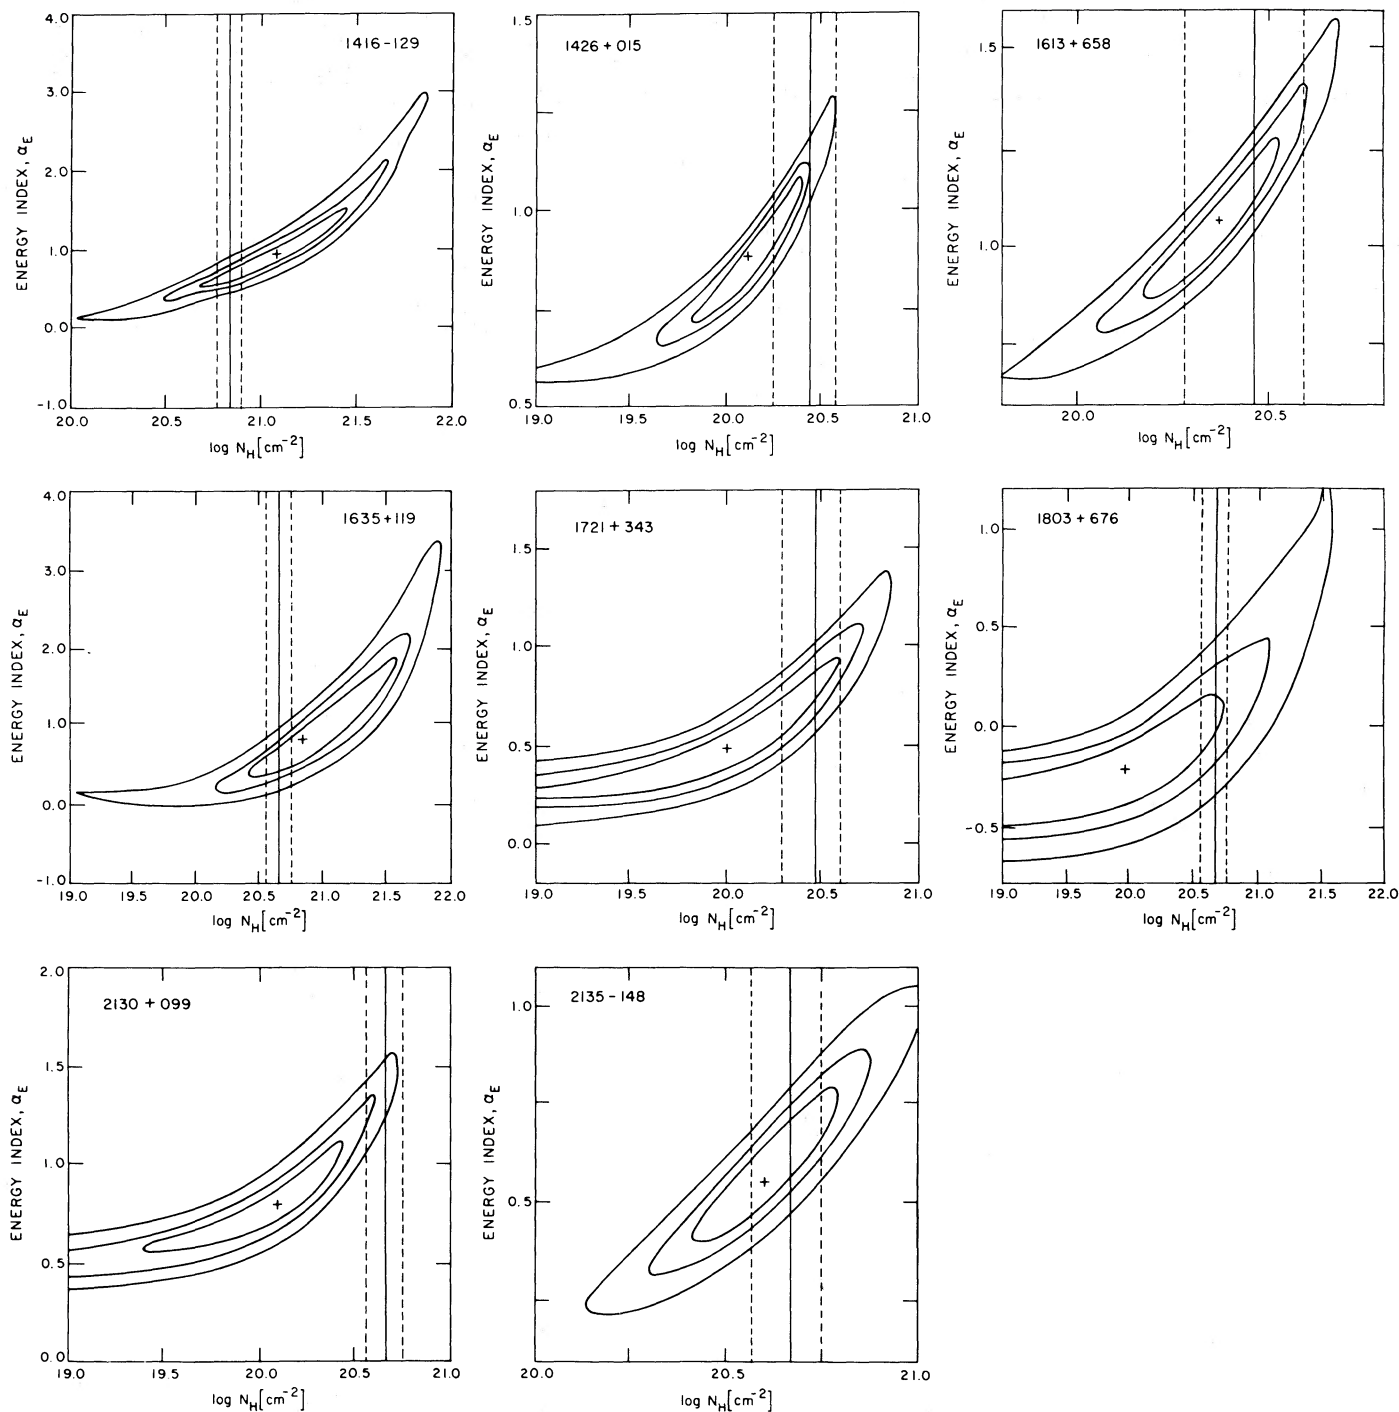 4.0
3.0
2.0
1.0
0.0
-1.0
20.0 20.5 21.0 21.5 22.0
ENERGY INDEX, αE
log NH[cm-2]
1416-129
1.5
1.0
0.5
19.0 19.5 20.0 20.5 21.0
ENERGY INDEX, αE
log NH[cm-2]
1426+015
1.5
1.0
20.0 20.5
ENERGY INDEX, αE
log NH[cm-2]
1613+658
4.0
3.0
2.0
1.0
0.0
-1.0
19.0 19.5 20.0 20.5 21.0 21.5 22.0
ENERGY INDEX, αE
log NH[cm-2]
1635+119
1.5
1.0
0.5
0.0
19.0 19.5 20.0 20.5 21.0
ENERGY INDEX, αE
log NH[cm-2]
1721+343
1.0
0.5
0.0
-0.5
19.0 19.5 20.0 20.5 21.0 21.5 22.0
ENERGY INDEX, αE
log NH[cm-2]
1803+676
2.0
1.5
1.0
0.5
0.0
19.0 19.5 20.0 20.5 21.0
ENERGY INDEX, αE
log NH[cm-2]
2130+099
1.0
0.5
20.0 20.5 21.0
ENERGY INDEX, αE
log NH[cm-2]
2135-148